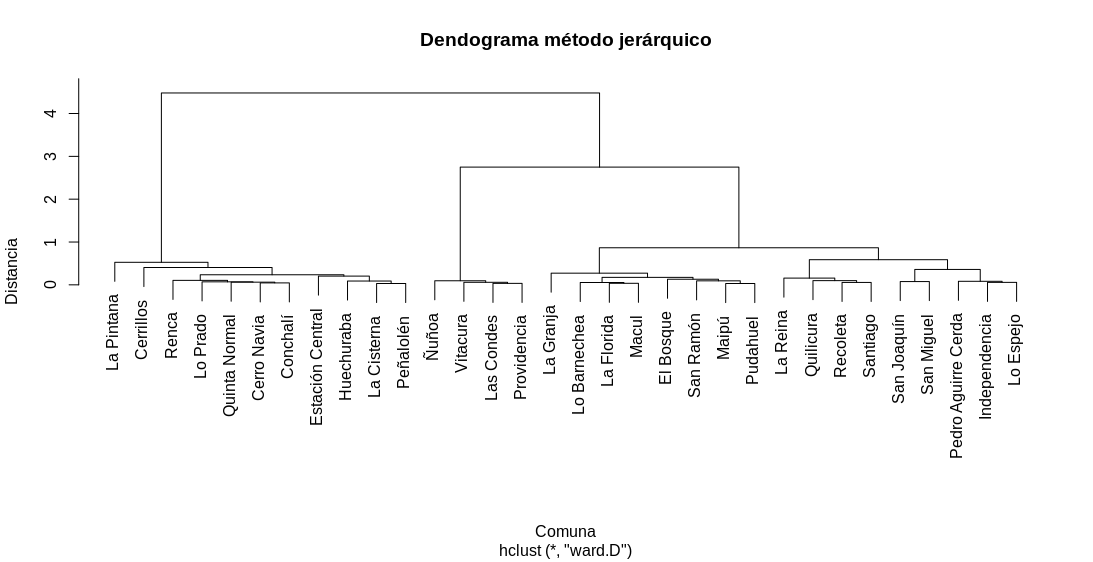 Dendograma método jerárquico
Distancia
4
3
2
1
0
La Pintana
Cerrillos
Renca
Lo Prado
Quinta Normal
Cerro Navia
Conchalí
Estación Central
Huechuraba
La Cisterna
Peñalolén
Ñuñoa
Vitacura
Las Condes
Providencia
La Granja
Lo Barnechea
La Florida
Macul
El Bosque
San Ramón
Maipú
Pudahuel
La Reina
Quilicura
Recoleta
Santiago
San Joaquín
San Miguel
Pedro Aguirre Cerda
Independencia
Lo Espejo
Comuna
hclust (*, "ward.D")